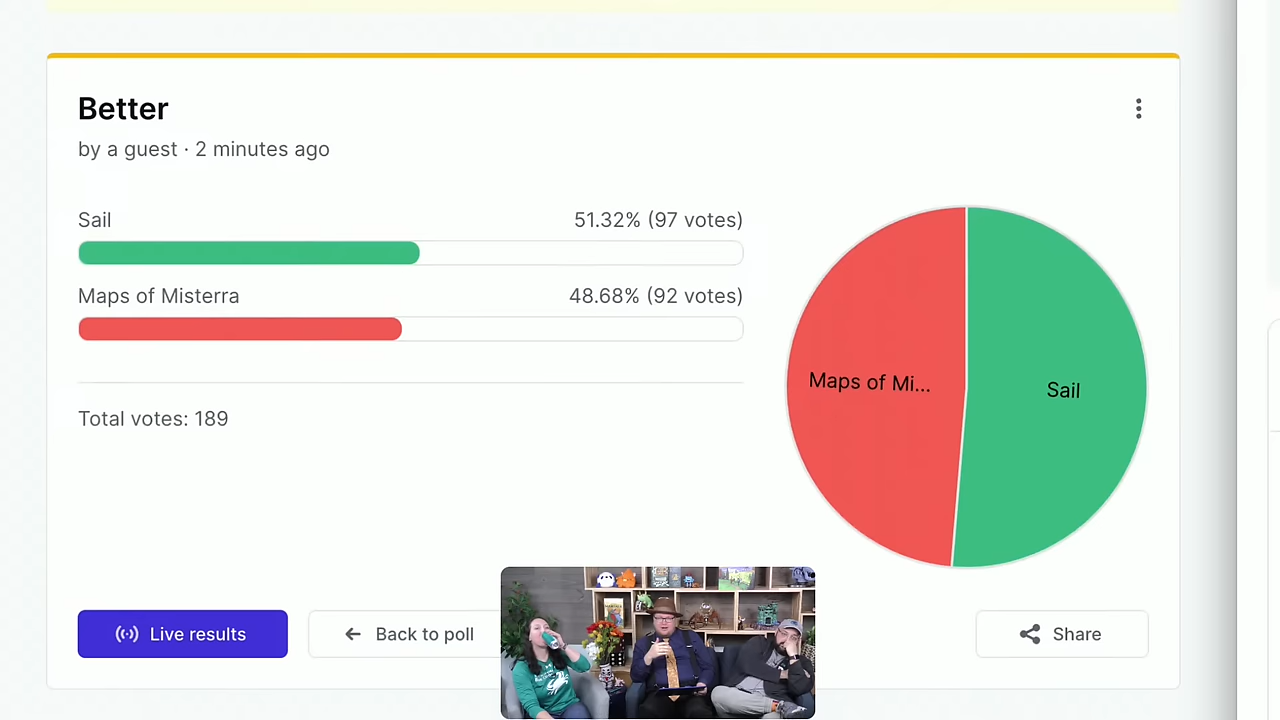 Better
by a guest · 2 minutes ago
Sail
51.32% (97 votes)
Maps of Misterra
48.68% (92 votes)
Total votes: 189
Maps of Mi...
Sail
Live results
Back to poll
Share